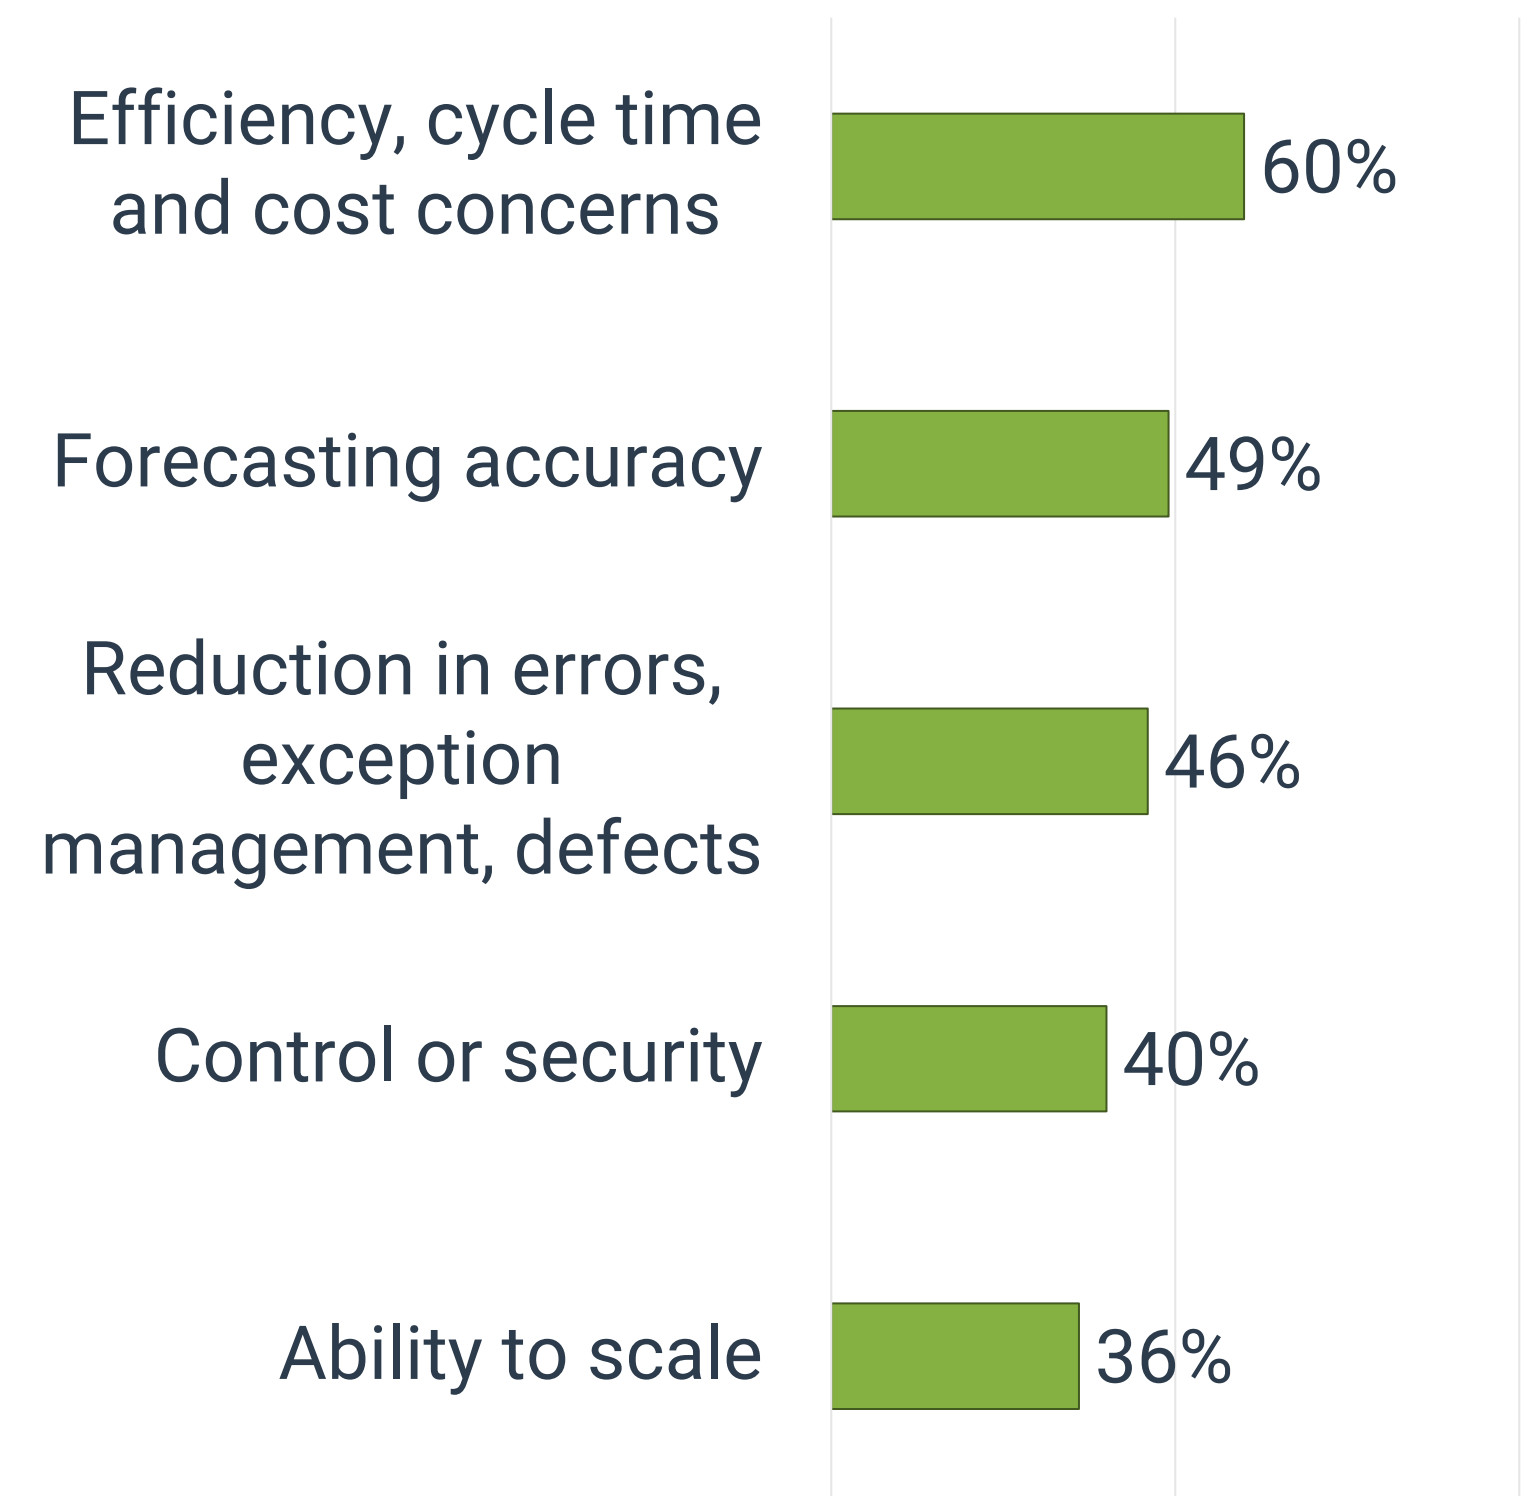 Efficiency, cycle time
and cost concerns
60%
Forecasting accuracy
49%
Reduction in errors,
exception
management, defects
46%
Control or security
40%
Ability to scale
36%